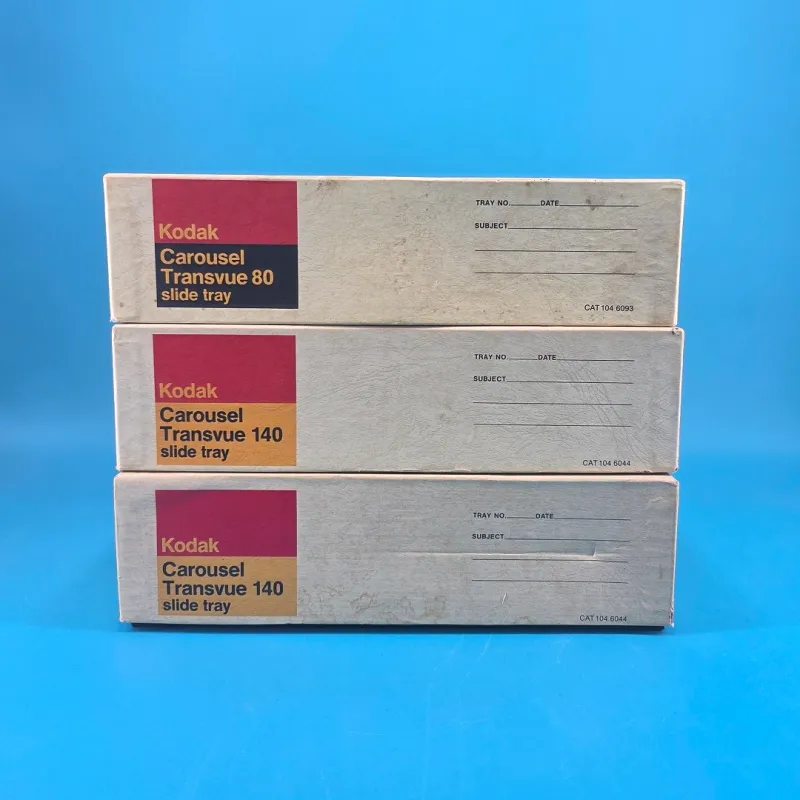 Kodak
Carousel
Transvue 80
slide tray
TRAY NO. DATE
SUBJECT
CAT 104 6093
Kodak
Carousel
Transvue 140
slide tray
TRAY NO. DATE
SUBJECT
CAT 104 6044
Kodak
Carousel
Transvue 140
slide tray
TRAY NO. DATE
SUBJECT
CAT 104 6044